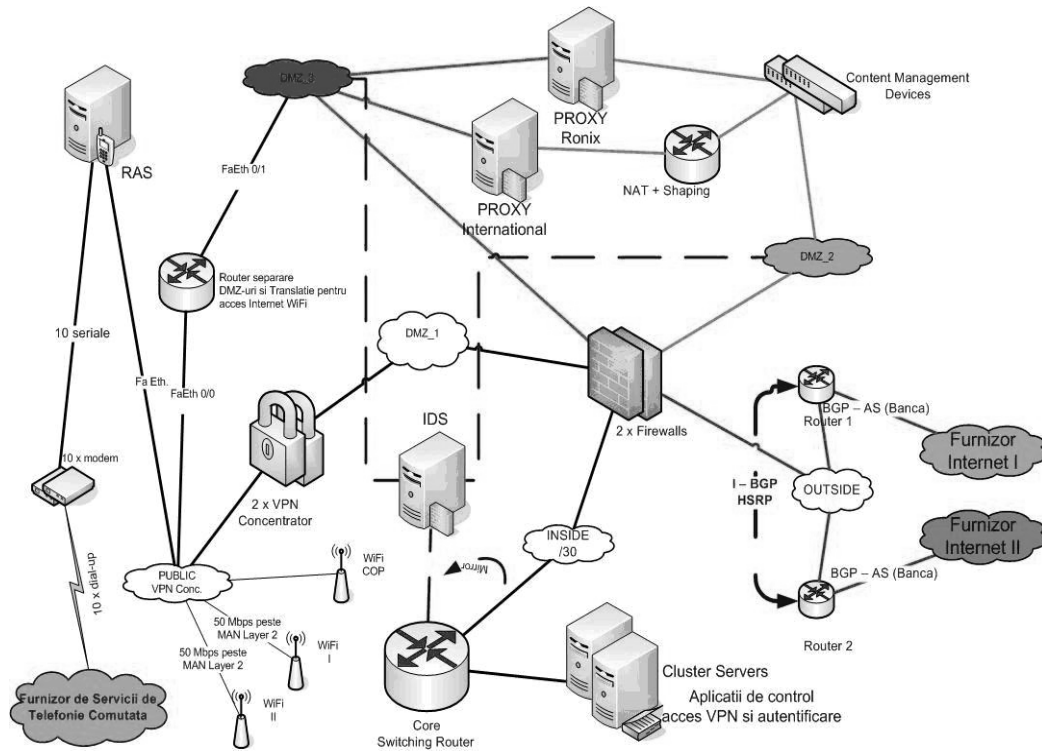 DMZ_3
PROXY
Ronix
Content Management
Devices
RAS
FaEth 0/1
PROXY
International
NAT + Shaping
DMZ_2
Router separare
DMZ-uri si Translatie pentru
acces Internet WiFi
10 seriale
Fa Eth.
FaEth 0/0
DMZ_1
2 x Firewalls
BGP – AS (Banca)
Router 1
Furnizor
Internet I
IDS
10 x modem
2 x VPN
Concentrator
I – BGP
HSRP
OUTSIDE
INSIDE
/30
Furnizor
Internet II
10 x dial-up
PUBLIC
VPN Conc.
WiFi
COP
Mirror
BGP – AS (Banca)
50 Mbps peste
MAN Layer 2
WiFi
I
50 Mbps peste
MAN Layer 2
Router 2
Cluster Servers
Furnizor de Servicii de
Telefonie Comutata
WiFi
II
Aplicatii de control
acces VPN si autentificare
Core
Switching Router